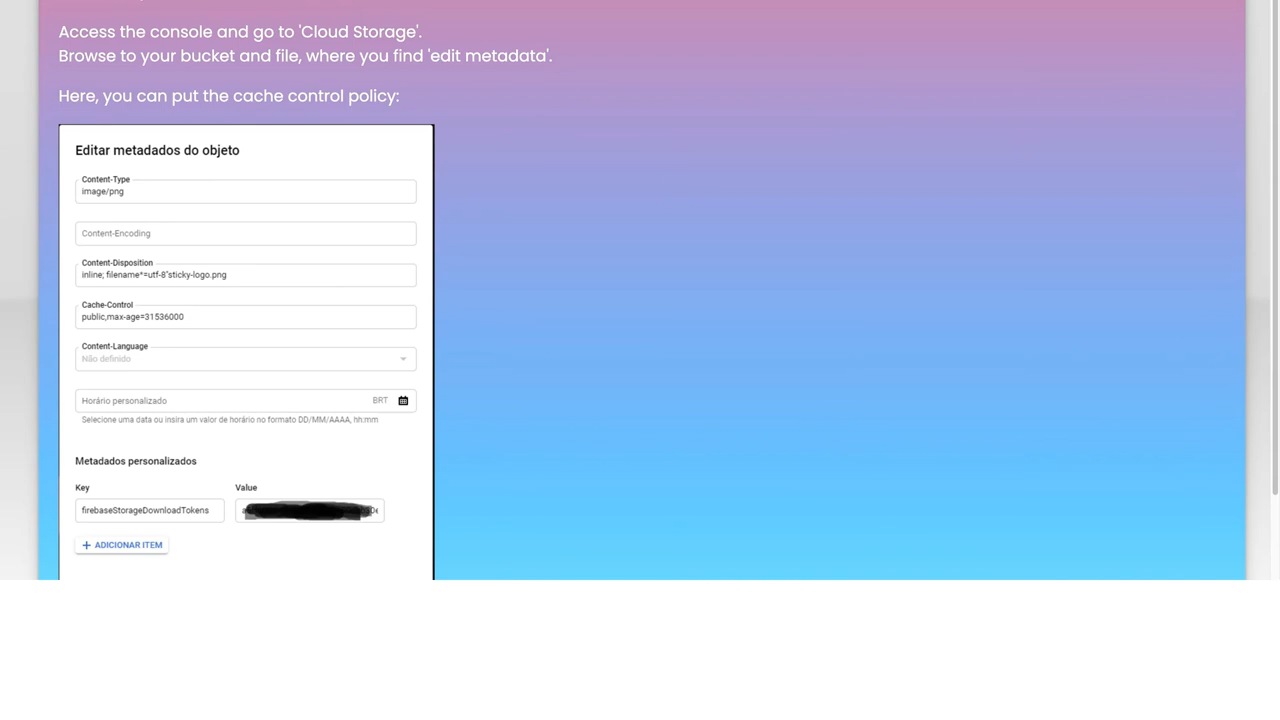 Access the console and go to 'Cloud Storage'.
Browse to your bucket and file, where you find 'edit metadata'.
Here, you can put the cache control policy:
Editar metadados do objeto
Content-Type
image/png
Content-Encoding
Content-Disposition
inline; filename*=utf-8''sticky-logo.png
Cache-Control
public,max-age=31536000
Content-Language
Não definido
Horário personalizado BRT
Selecione uma data ou insira um valor de horário no formato DD/MM/AAAA, hh:mm
Metadados personalizados
Key Value
firebaseStorageDownloadTokens
+ ADICIONAR ITEM